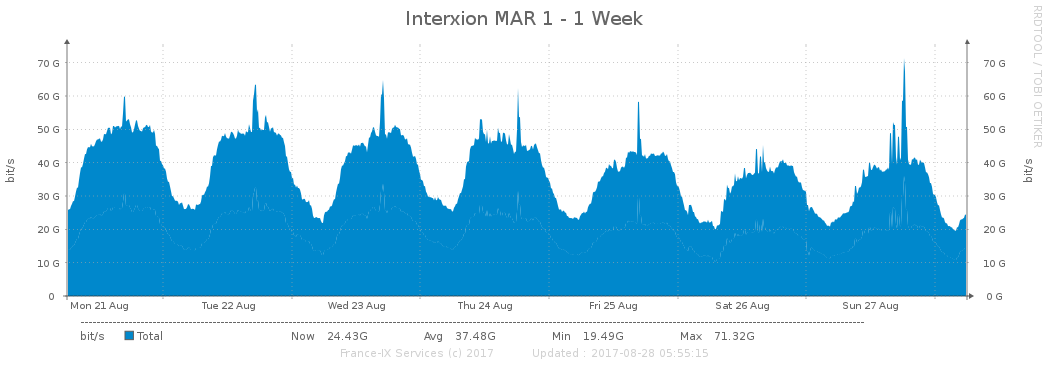 Interxion MAR 1 - 1 Week
RRDTOOL / TOBI OETIKER
bit/s
70 G 70 G
60 G 60 G
50 G 50 G
40 G 40 G
30 G 30 G
20 G 20 G
10 G 10 G
0 0 G
bit/s
Mon 21 Aug Tue 22 Aug Wed 23 Aug Thu 24 Aug Fri 25 Aug Sat 26 Aug Sun 27 Aug
bit/s Total Now 24.43G Avg 37.48G Min 19.49G Max 71.32G
France-IX Services (c) 2017 Updated : 2017-08-28 05:55:15